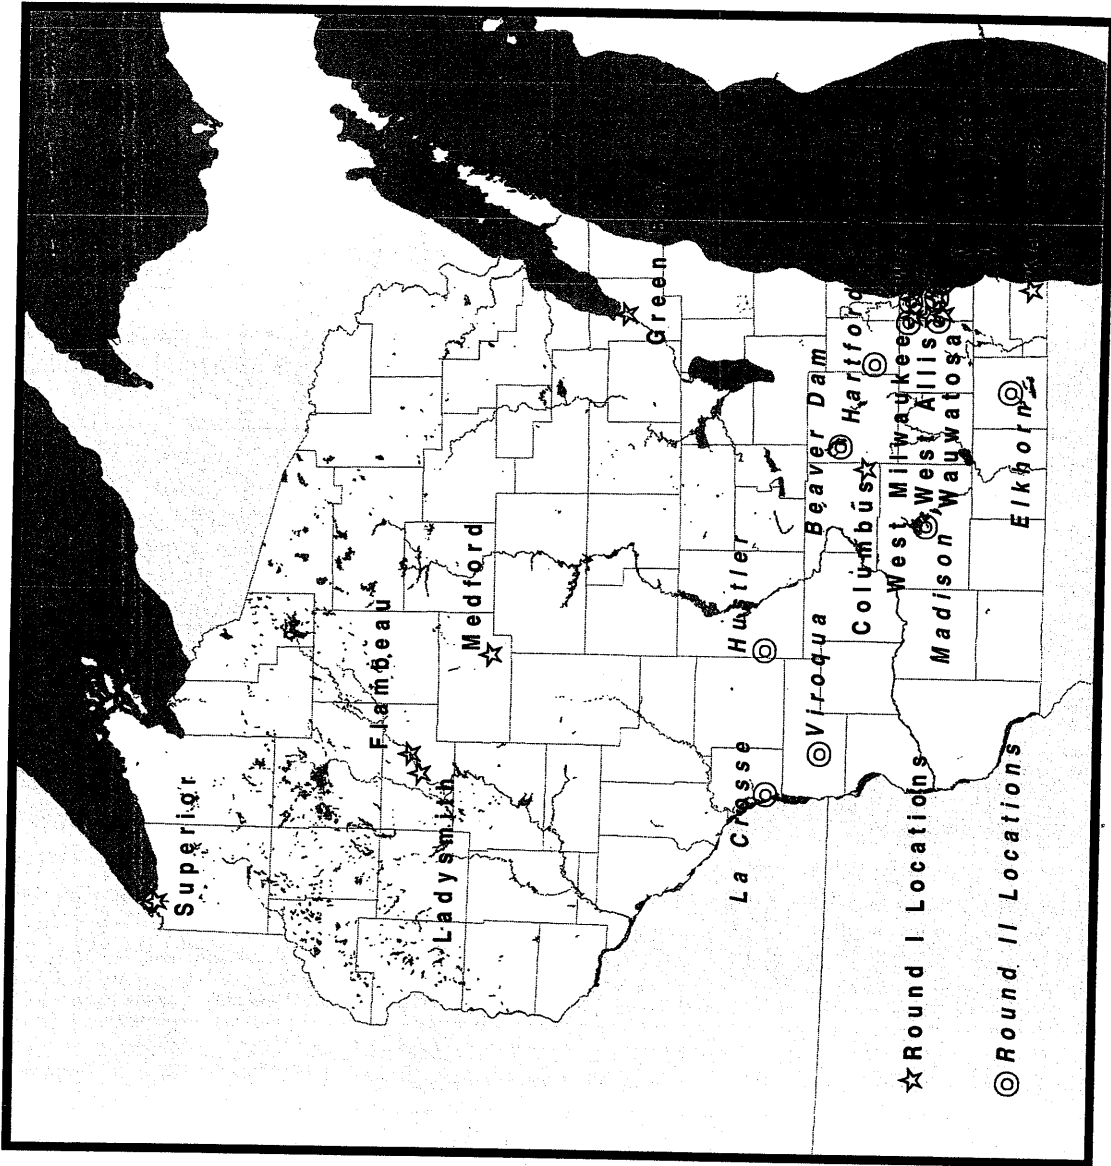 Superior
Flambeau
Ladysmith
Medford
Green
Hustler
La Crosse
Viroqua
Beaver Dam
Hartford
Columbus
West Milwaukee
West Allis
Wauwatosa
Madison
Elkhorn
Round I Locations
Round II Locations